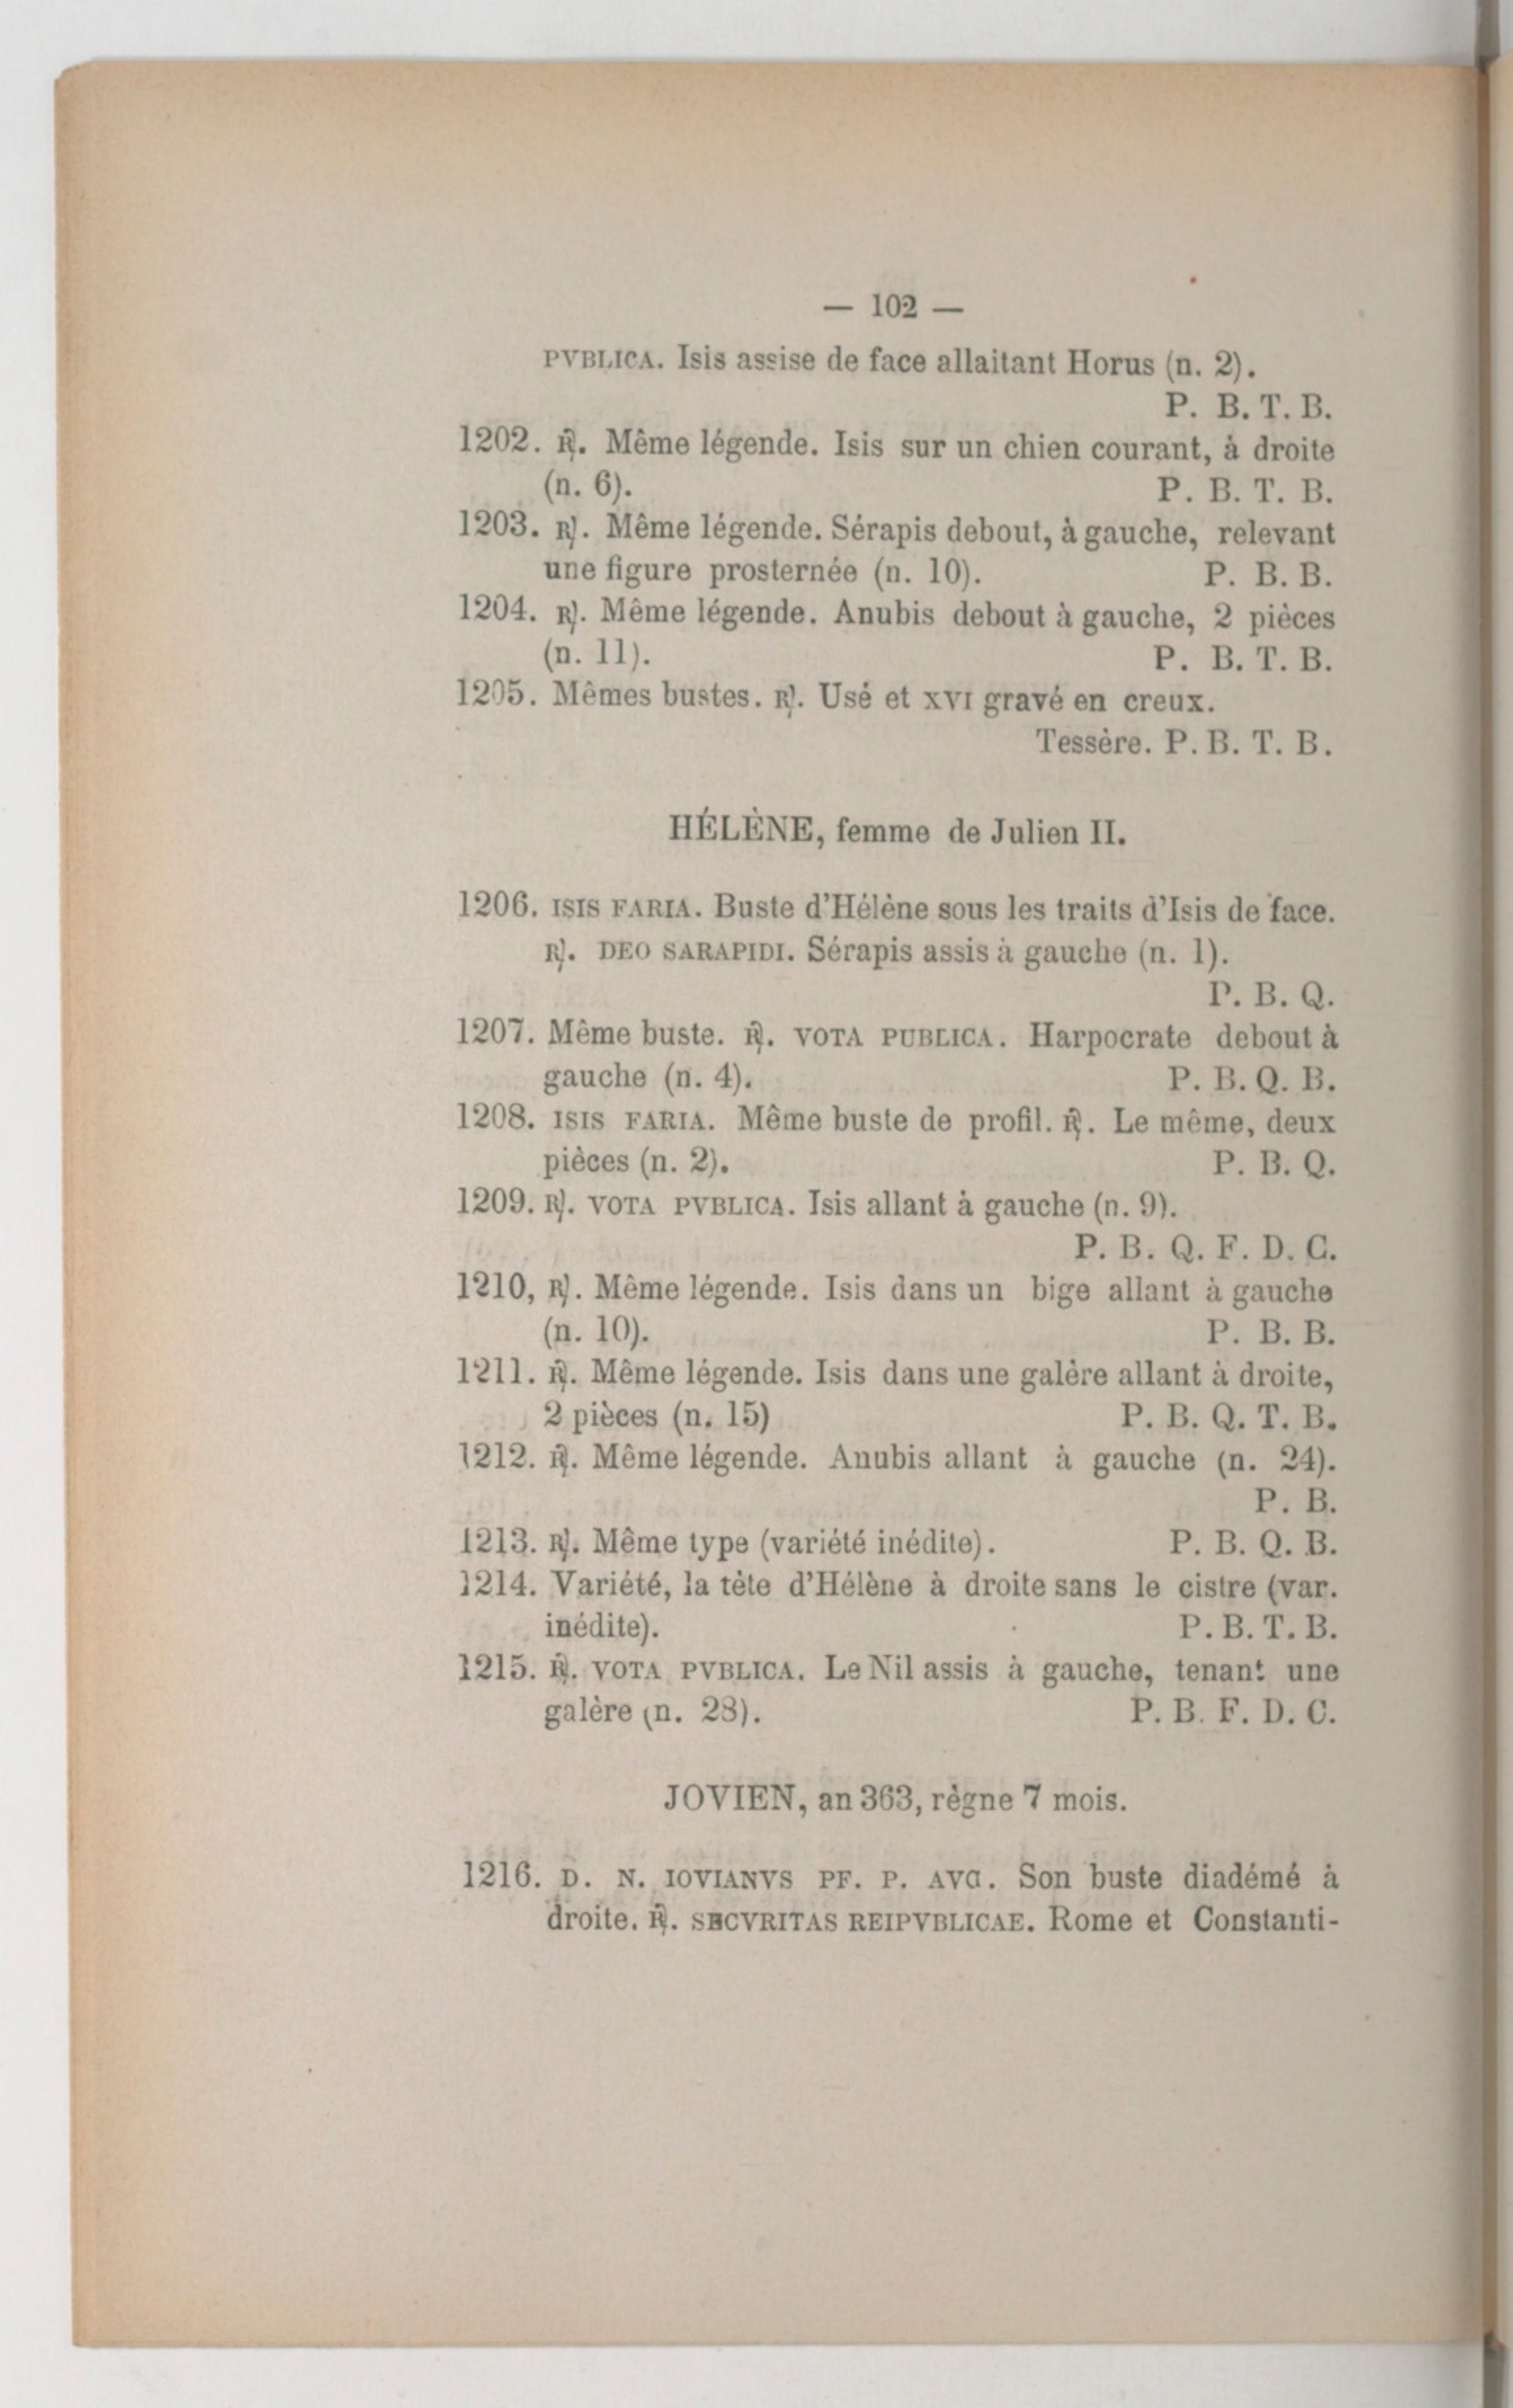 — 102 —
PVBLICA. Isis assise de face allaitant Horus (n. 2).
P. B. T. B.
1202. ℟. Même légende. Isis sur un chien courant, à droite
(n. 6). P. B. T. B.
1203. ℟. Même légende. Sérapis debout, à gauche, relevant
une figure prosternée (n. 10). P. B. B.
1204. ℟. Même légende. Anubis debout à gauche, 2 pièces
(n. 11). P. B. T. B.
1205. Mêmes bustes. ℟. Usé et XVI gravé en creux.
Tessère. P. B. T. B.
HÉLÈNE, femme de Julien II.
1206. ISIS FARIA. Buste d'Hélène sous les traits d'Isis de face.
℟. DEO SARAPIDI. Sérapis assis à gauche (n. 1).
P. B. Q.
1207. Même buste. ℟. VOTA PUBLICA. Harpocrate debout à
gauche (n. 4). P. B. Q. B.
1208. ISIS FARIA. Même buste de profil. ℟. Le même, deux
pièces (n. 2). P. B. Q.
1209. ℟. VOTA PVBLICA. Isis allant à gauche (n. 9).
P. B. Q. F. D. C.
1210, ℟. Même légende. Isis dans un bige allant à gauche
(n. 10). P. B. B.
1211. ℟. Même légende. Isis dans une galère allant à droite,
2 pièces (n. 15) P. B. Q. T. B.
1212. ℟. Même légende. Anubis allant à gauche (n. 24).
P. B.
1213. ℟. Même type (variété inédite). P. B. Q. B.
1214. Variété, la tête d'Hélène à droite sans le cistre (var.
inédite). P. B. T. B.
1215. ℟. VOTA PVBLICA. Le Nil assis à gauche, tenant une
galère (n. 28). P. B. F. D. C.
JOVIEN, an 363, règne 7 mois.
1216. D. N. IOVIANVS PF. P. AVG. Son buste diadémé à
droite. ℟. SECVRITAS REIPVBLICAE. Rome et Constanti-